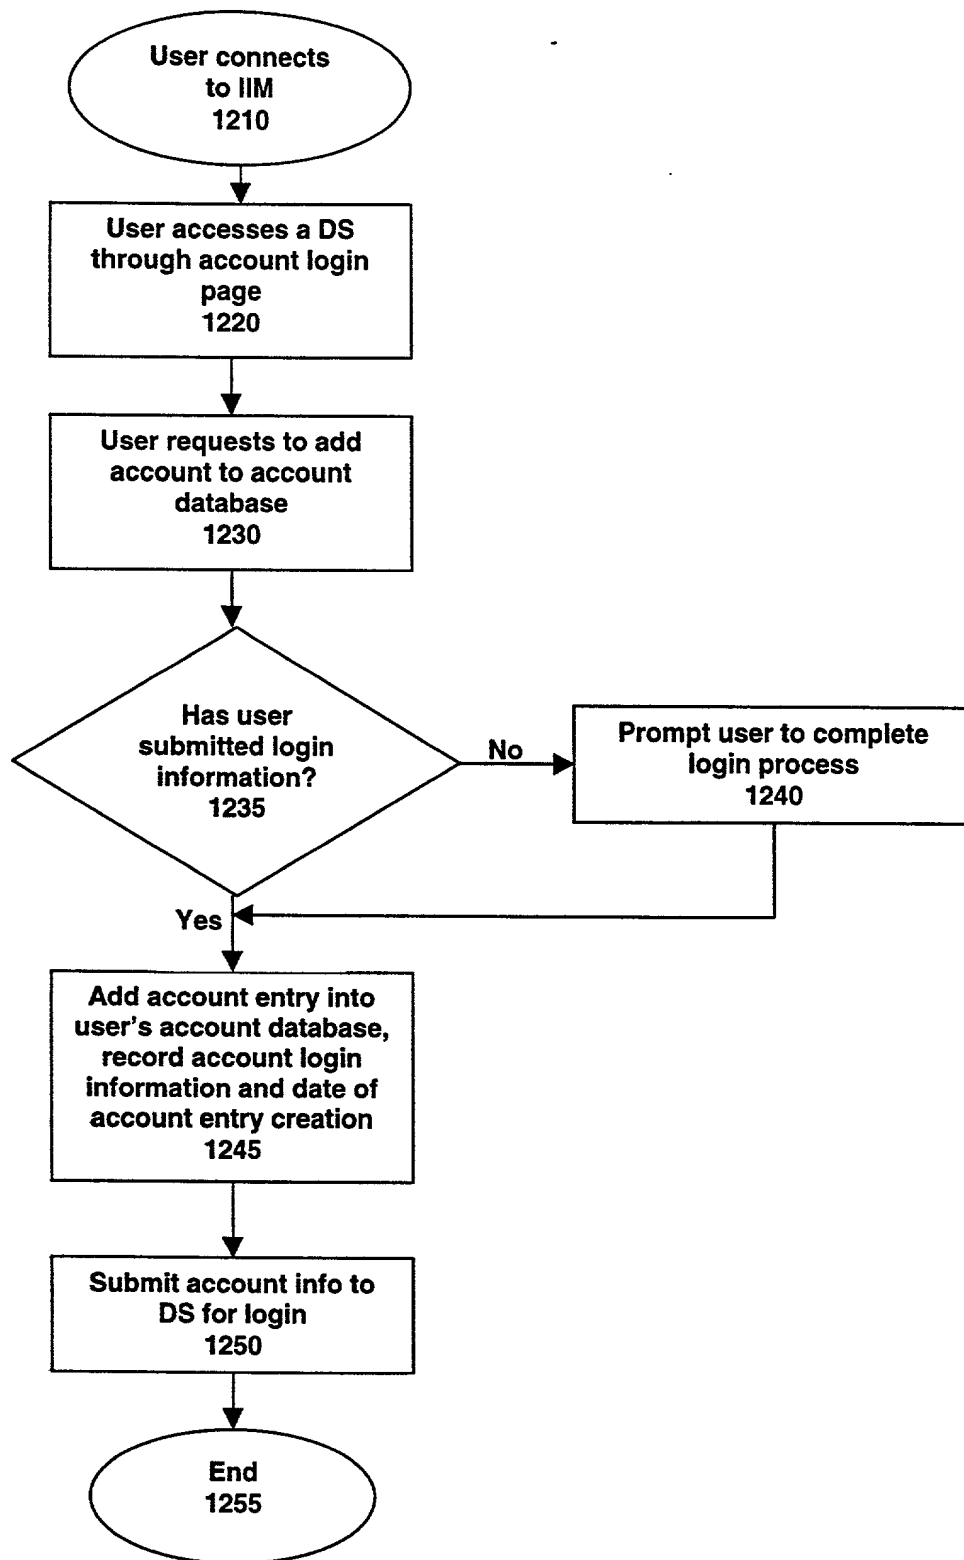 User connects
to IIM
1210
User accesses a DS
through account login
page
1220
User requests to add
account to account
database
1230
Has user
submitted login
information?
1235
No
Prompt user to complete
login process
1240
Yes
Add account entry into
user's account database,
record account login
information and date of
account entry creation
1245
Submit account info to
DS for login
1250
End
1255